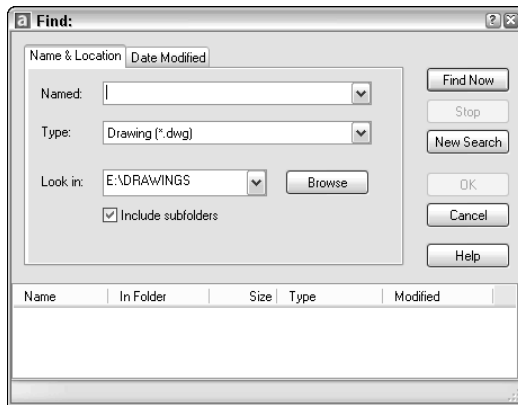 a Find:
Name & Location Date Modified
Named:
Type: Drawing (*.dwg)
Look in: E:\DRAWINGS Browse
Include subfolders
Find Now
Stop
New Search
OK
Cancel
Help
Name In Folder Size Type Modified